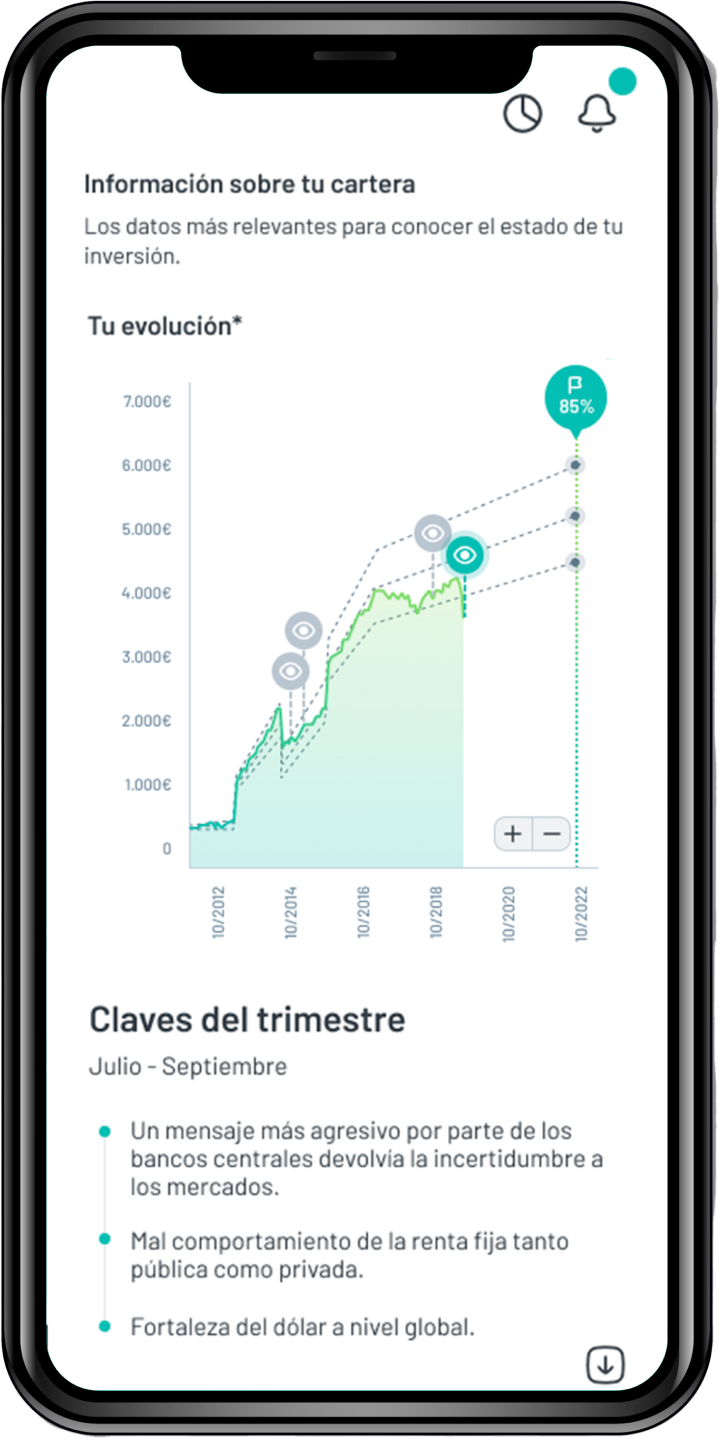 Información sobre tu cartera
Los datos más relevantes para conocer el estado de tu
inversión.
Tu evolución*
85%
7.000€
6.000€
5.000€
4.000€
3.000€
2.000€
1.000€
0
+ −
10/2012
10/2014
10/2016
10/2018
10/2020
10/2022
Claves del trimestre
Julio - Septiembre
Un mensaje más agresivo por parte de los
bancos centrales devolvía la incertidumbre a
los mercados.
Mal comportamiento de la renta fija tanto
pública como privada.
Fortaleza del dólar a nivel global.